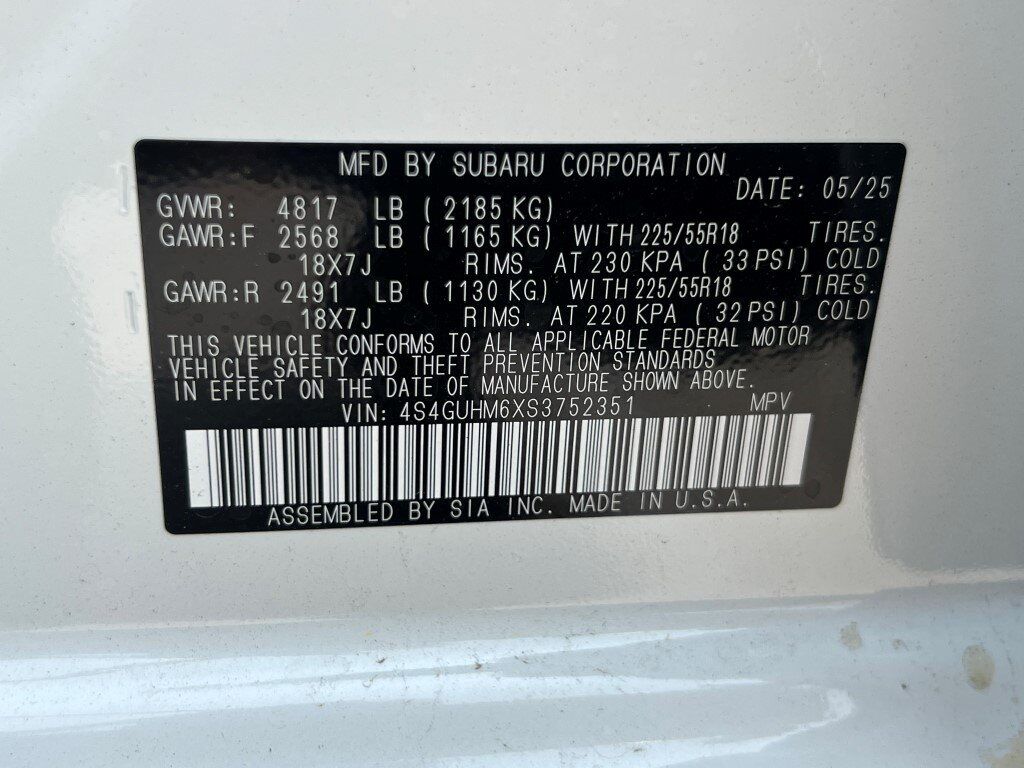 MFD BY SUBARU CORPORATION
DATE: 05/25
GVWR: 4817 LB ( 2185 KG)
GAWR:F 2568 LB ( 1165 KG) WITH 225/55R18 TIRES.
18X7J RIMS. AT 230 KPA ( 33 PSI) COLD
GAWR:R 2491 LB ( 1130 KG) WITH 225/55R18 TIRES.
18X7J RIMS. AT 220 KPA ( 32 PSI) COLD
THIS VEHICLE CONFORMS TO ALL APPLICABLE FEDERAL MOTOR
VEHICLE SAFETY AND THEFT PREVENTION STANDARDS
IN EFFECT ON THE DATE OF MANUFACTURE SHOWN ABOVE.
VIN: 4S4GUHM6XS3752351 MPV
ASSEMBLED BY SIA INC. MADE IN U.S.A.